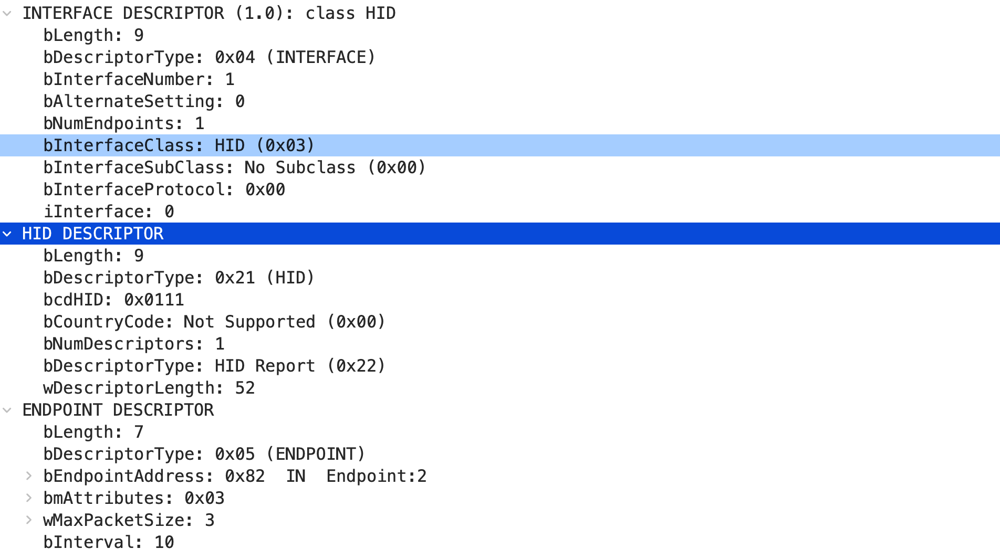 INTERFACE DESCRIPTOR (1.0): class HID
bLength: 9
bDescriptorType: 0x04 (INTERFACE)
bInterfaceNumber: 1
bAlternateSetting: 0
bNumEndpoints: 1
bInterfaceClass: HID (0x03)
bInterfaceSubClass: No Subclass (0x00)
bInterfaceProtocol: 0x00
iInterface: 0
HID DESCRIPTOR
bLength: 9
bDescriptorType: 0x21 (HID)
bcdHID: 0x0111
bCountryCode: Not Supported (0x00)
bNumDescriptors: 1
bDescriptorType: HID Report (0x22)
wDescriptorLength: 52
ENDPOINT DESCRIPTOR
bLength: 7
bDescriptorType: 0x05 (ENDPOINT)
bEndpointAddress: 0x82  IN  Endpoint:2
bmAttributes: 0x03
wMaxPacketSize: 3
bInterval: 10